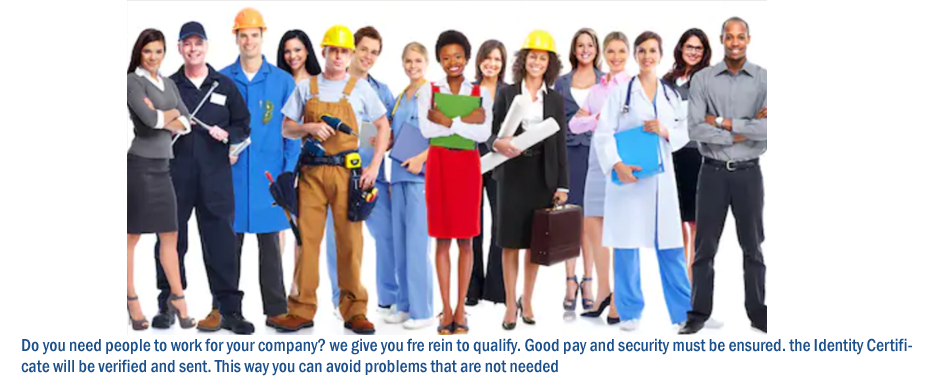 Do you need people to work for your company? we give you fre rein to qualify. Good pay and security must be ensured. the Identity Certifi-
cate will be verified and sent. This way you can avoid problems that are not needed